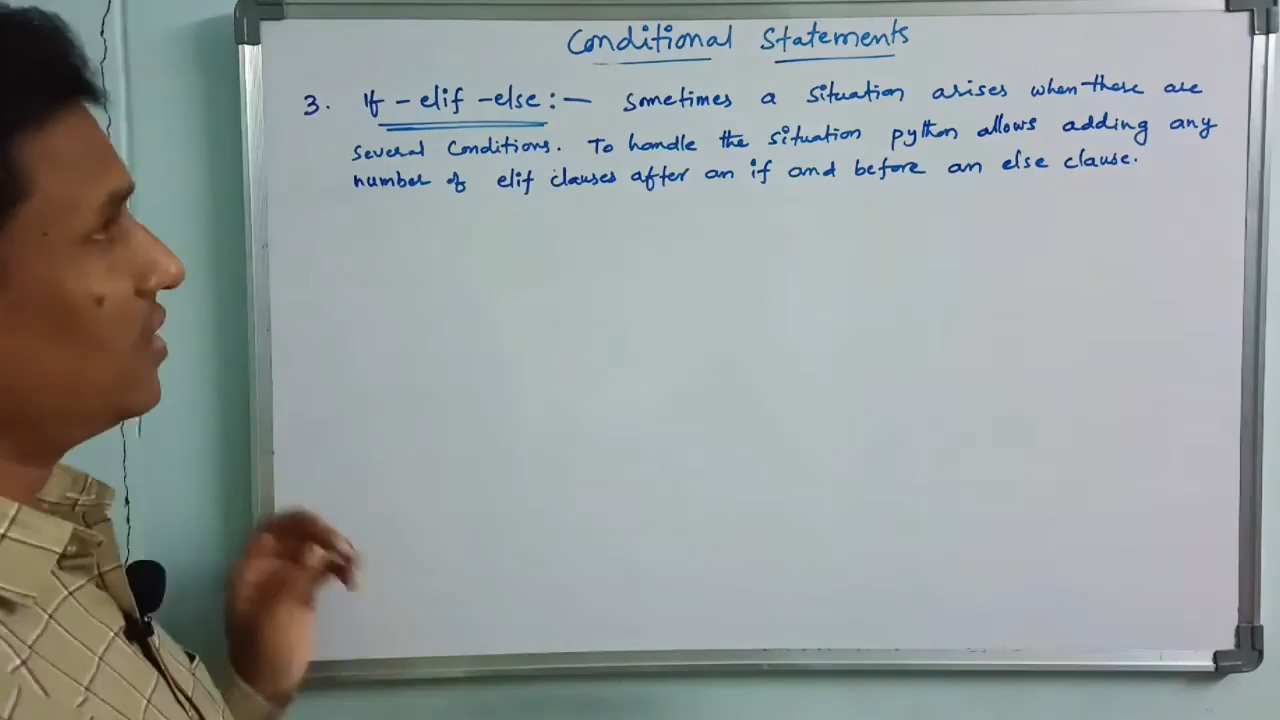 Conditional Statements
3. If - elif - else :- Sometimes a situation arises when there are
several conditions. To handle the situation python allows adding any
number of elif clauses after an if and before an else clause.